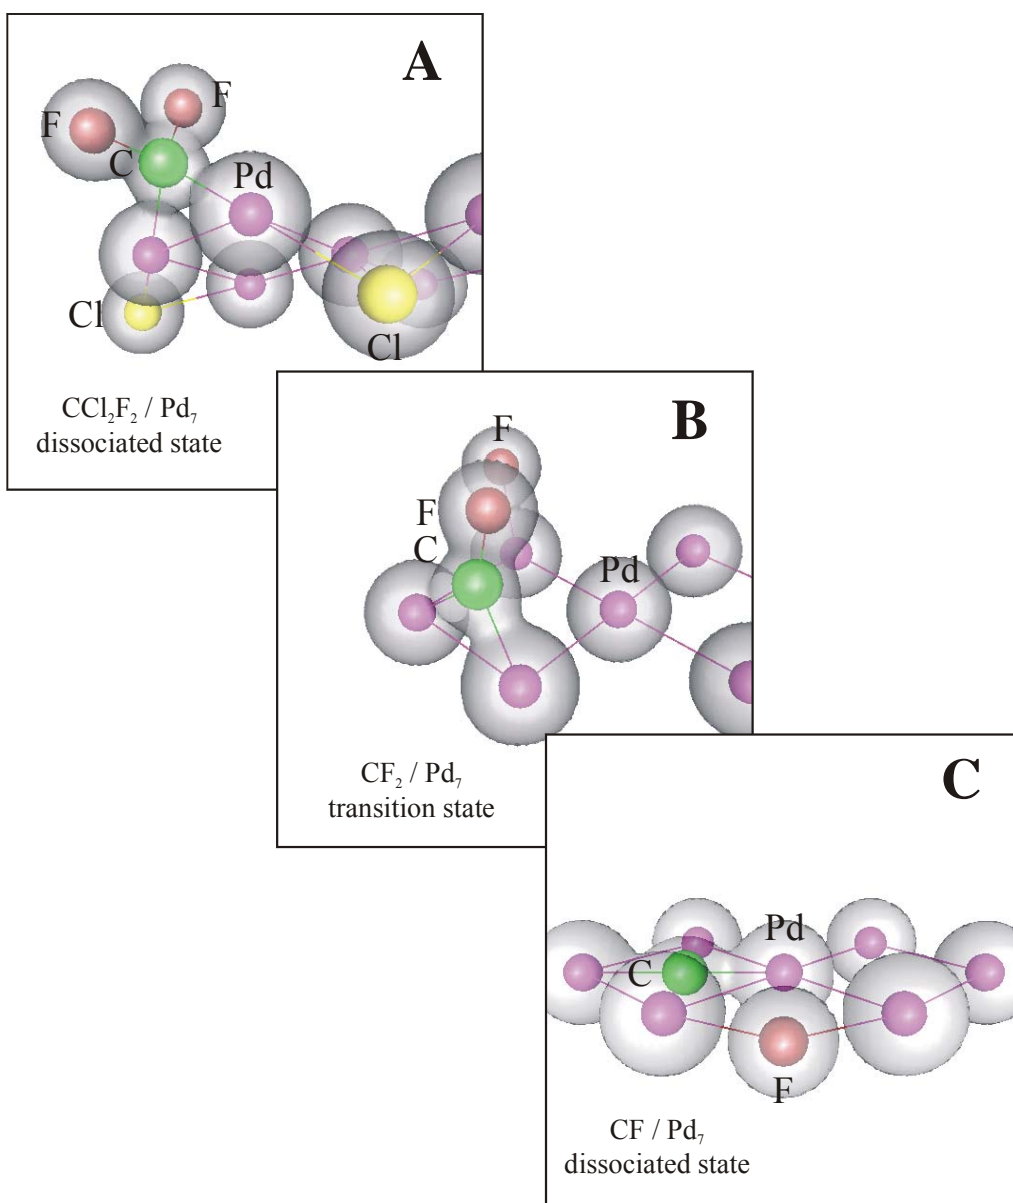 A
F
F
C
Pd
Cl
Cl
CCl₂F₂ / Pd₇
dissociated state
B
F
F
C
Pd
CF₂ / Pd₇
transition state
C
Pd
C
F
CF / Pd₇
dissociated state